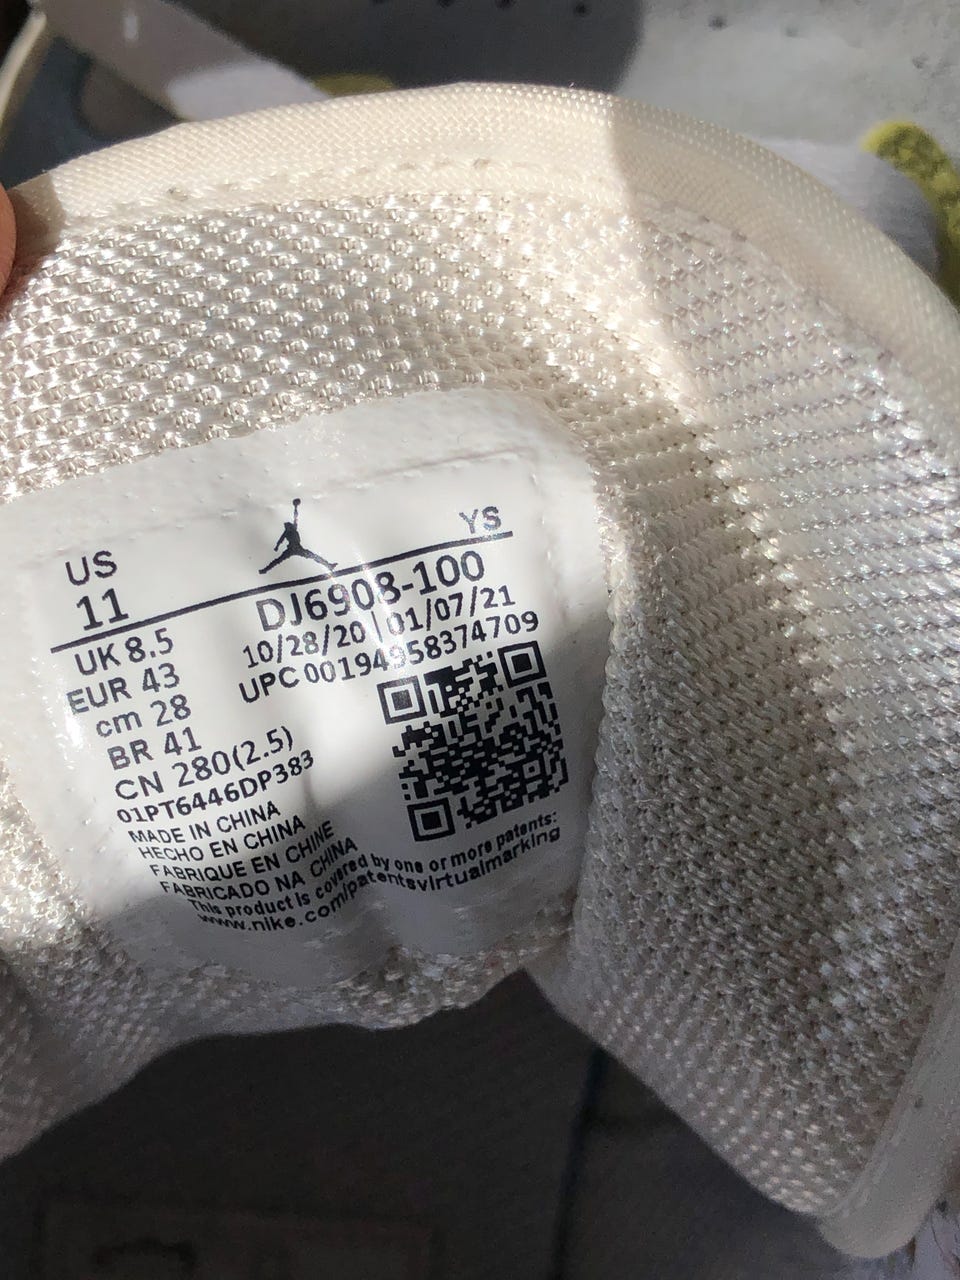 US YS
11 DJ6908-100
UK 8.5 10/28/20 01/07/21
EUR 43 UPC 00194958374709
cm 28
BR 41
CN 280(2.5)
01PT6446DP383
MADE IN CHINA
HECHO EN CHINA
FABRIQUE EN CHINE
FABRICADO NA CHINA
This product is covered by one or more patents:
www.nike.com/patentsvirtualmarking